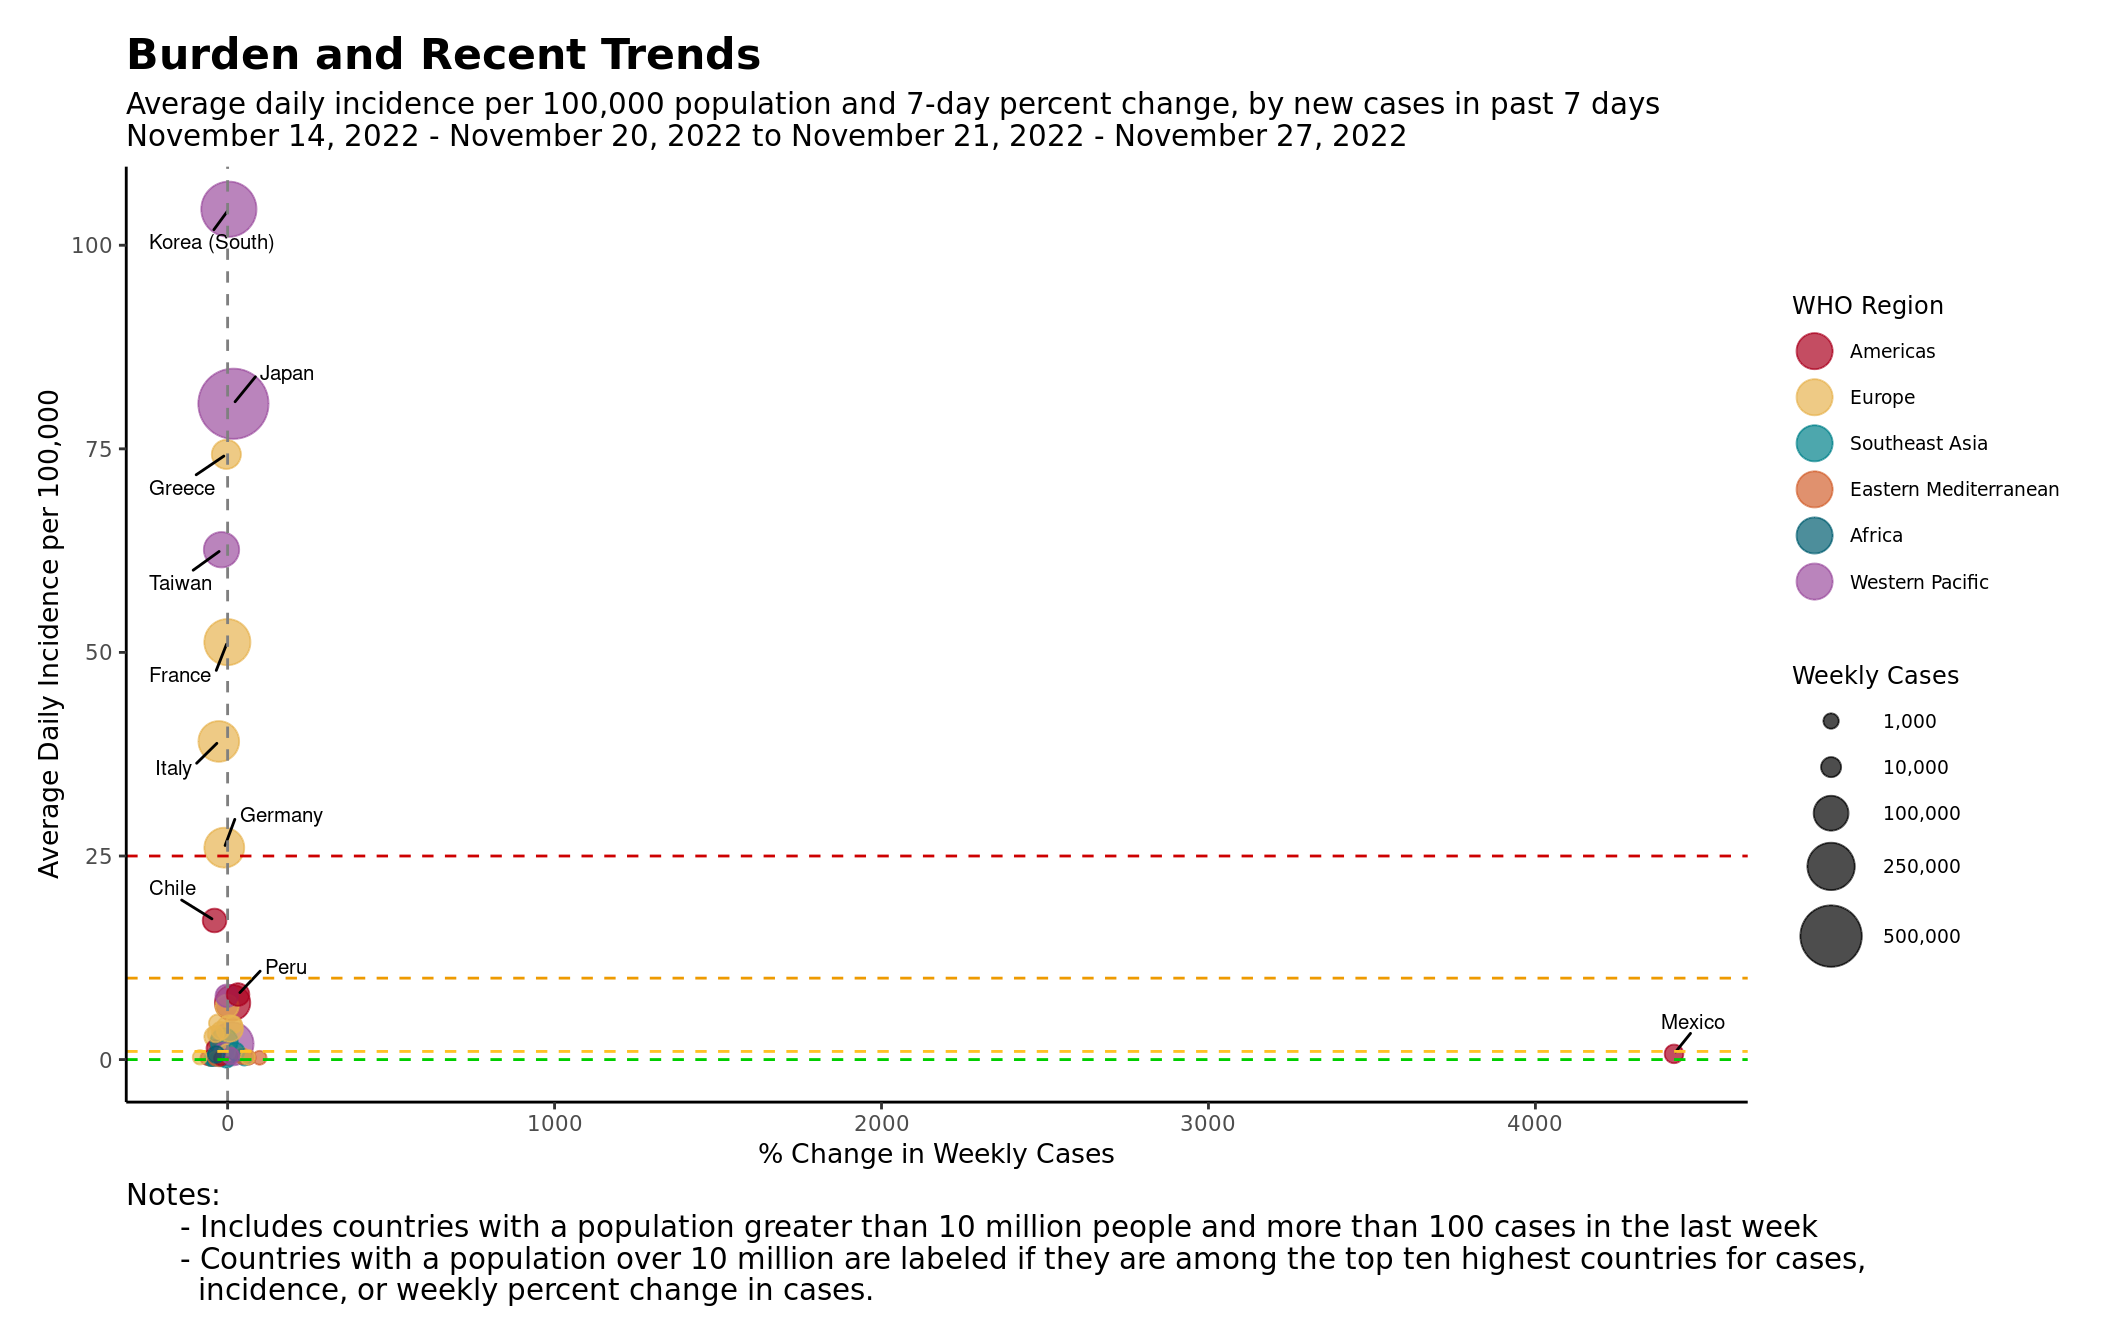 Burden and Recent Trends
Average daily incidence per 100,000 population and 7-day percent change, by new cases in past 7 days
November 14, 2022 - November 20, 2022 to November 21, 2022 - November 27, 2022
Average Daily Incidence per 100,000
100
75
50
25
0
Korea (South)
Japan
Greece
Taiwan
France
Italy
Germany
Chile
Peru
Mexico
0
1000
2000
3000
4000
% Change in Weekly Cases
WHO Region
Americas
Europe
Southeast Asia
Eastern Mediterranean
Africa
Western Pacific
Weekly Cases
1,000
10,000
100,000
250,000
500,000
Notes:
- Includes countries with a population greater than 10 million people and more than 100 cases in the last week
- Countries with a population over 10 million are labeled if they are among the top ten highest countries for cases,
incidence, or weekly percent change in cases.